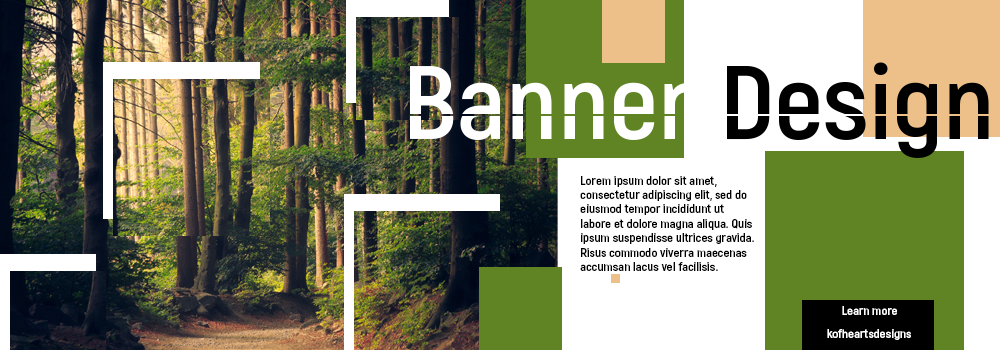 Banner Design
Lorem ipsum dolor sit amet,
consectetur adipiscing elit, sed do
eiusmod tempor incididunt ut
labore et dolore magna aliqua. Quis
ipsum suspendisse ultrices gravida.
Risus commodo viverra maecenas
accumsan lacus vel facilisis.
Learn more
kofheartsdesigns